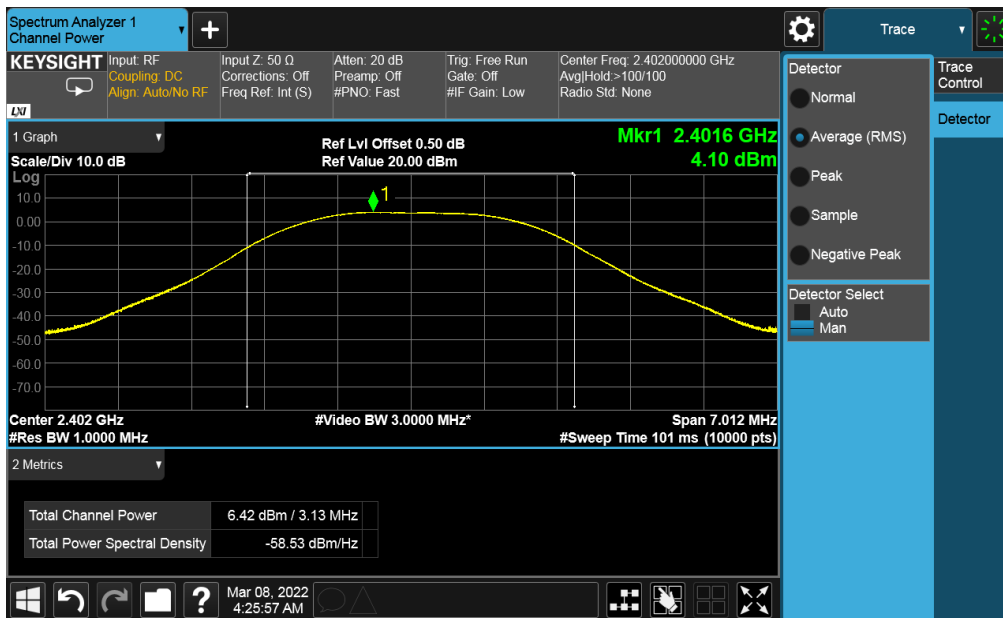 Spectrum Analyzer 1
Channel Power
Trace
KEYSIGHT
LXI
Input: RF
Coupling: DC
Align: Auto/No RF
Input Z: 50 Ω
Corrections: Off
Freq Ref: Int (S)
Atten: 20 dB
Preamp: Off
#PNO: Fast
Trig: Free Run
Gate: Off
#IF Gain: Low
Center Freq: 2.402000000 GHz
Avg|Hold:>100/100
Radio Std: None
1 Graph
Scale/Div 10.0 dB
Ref Lvl Offset 0.50 dB
Ref Value 20.00 dBm
Mkr1 2.4016 GHz
4.10 dBm
Log
10.0
0.00
-10.0
-20.0
-30.0
-40.0
-50.0
-60.0
-70.0
1
Center 2.402 GHz
#Res BW 1.0000 MHz
#Video BW 3.0000 MHz*
Span 7.012 MHz
#Sweep Time 101 ms (10000 pts)
2 Metrics
Total Channel Power 6.42 dBm / 3.13 MHz
Total Power Spectral Density -58.53 dBm/Hz
?
Mar 08, 2022
4:25:57 AM
Detector
Normal
Average (RMS)
Peak
Sample
Negative Peak
Detector Select
Auto
Man
Trace
Control
Detector